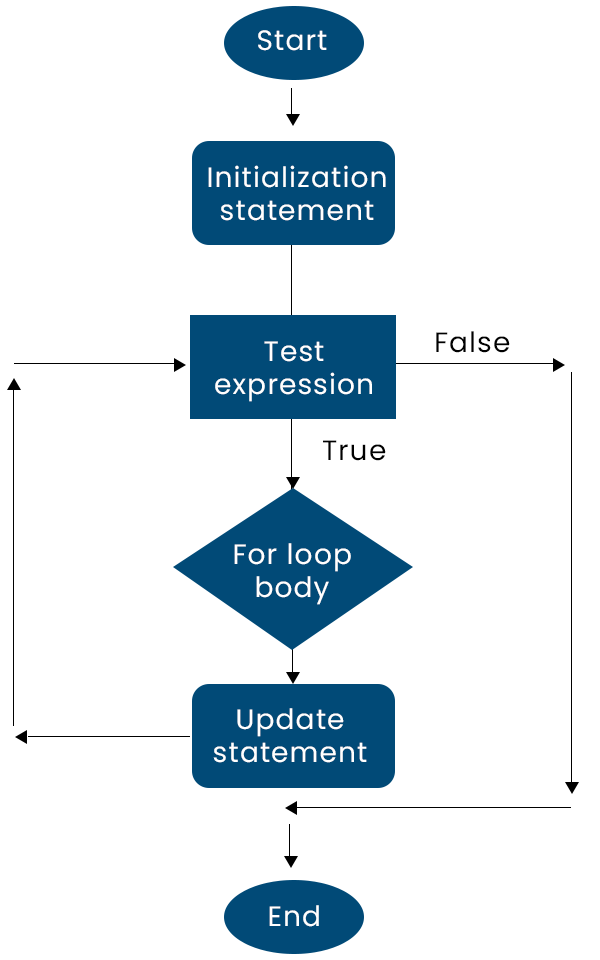 Start
Initialization
statement
Test
expression
False
True
For loop
body
Update
statement
End